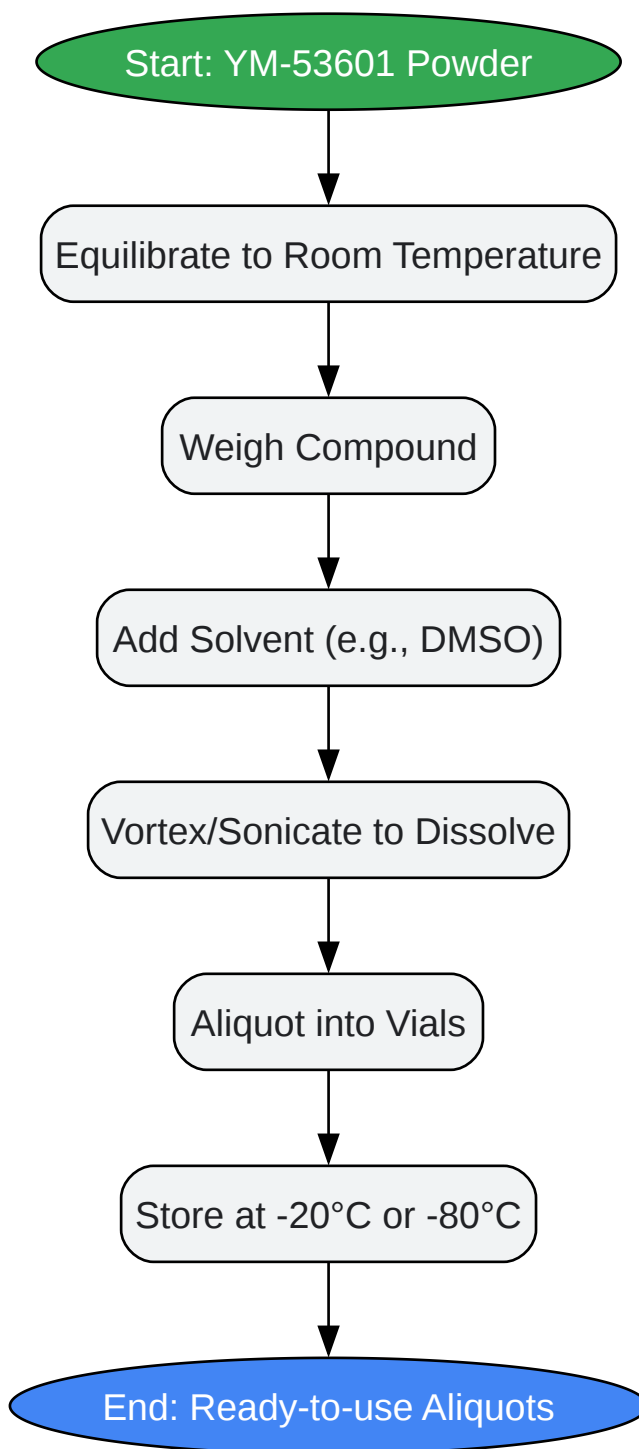 Start: YM-53601 Powder
Equilibrate to Room Temperature
Weigh Compound
Add Solvent (e.g., DMSO)
Vortex/Sonicate to Dissolve
Aliquot into Vials
Store at -20°C or -80°C
End: Ready-to-use Aliquots